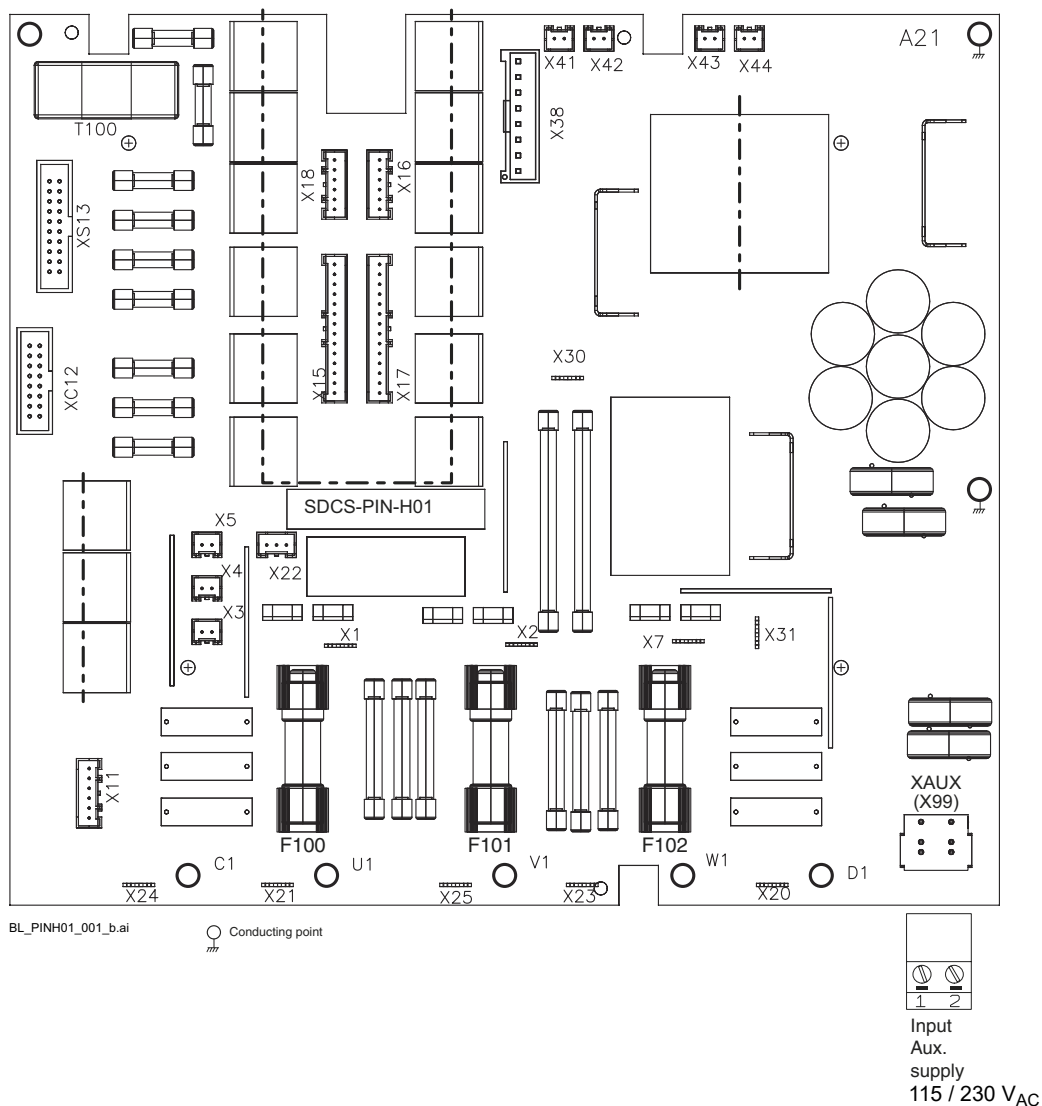 X41
X42
X43
X44
A21
T100
X38
X18
X16
XS13
X15
X17
X30
XC12
SDCS-PIN-H01
X5
X22
X4
X3
X1
X2
X7
X31
X11
XAUX
(X99)
F100
F101
F102
C1
U1
V1
W1
D1
X24
X21
X25
X23
X20
BL_PINH01_001_b.ai
Conducting point
1 2
Input
Aux.
supply
115 / 230 VAC